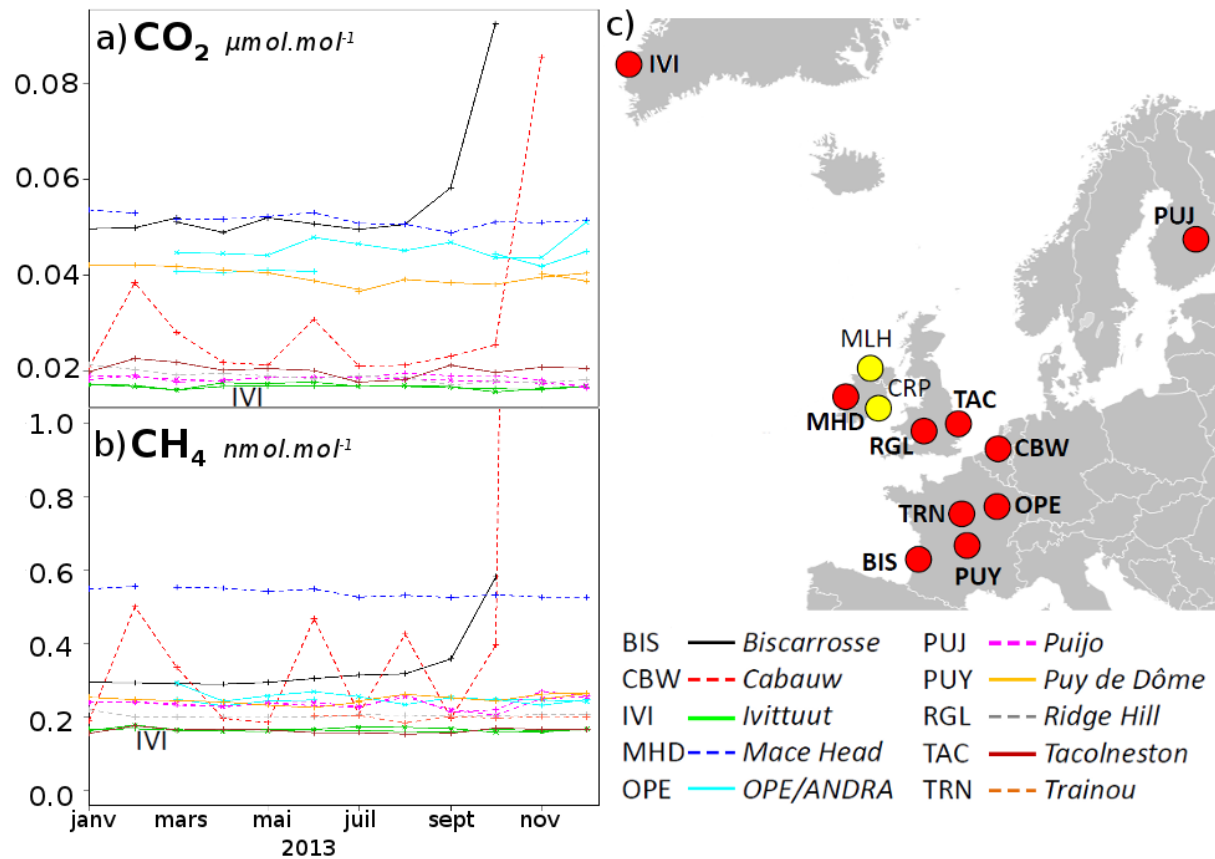 a) CO₂ µmol.mol⁻¹
0.08
0.06
0.04
0.02
IVI
b) CH₄ nmol.mol⁻¹
1.0
0.8
0.6
0.4
0.2
0.0
IVI
janv mars mai juil sept nov
2013
c)
IVI
PUJ
MLH
CRP
MHD
TAC
RGL
CBW
TRN
OPE
BIS
PUY
BIS Biscarrosse
CBW Cabauw
IVI Ivittuut
MHD Mace Head
OPE OPE/ANDRA
PUJ Puijo
PUY Puy de Dôme
RGL Ridge Hill
TAC Tacolneston
TRN Trainou